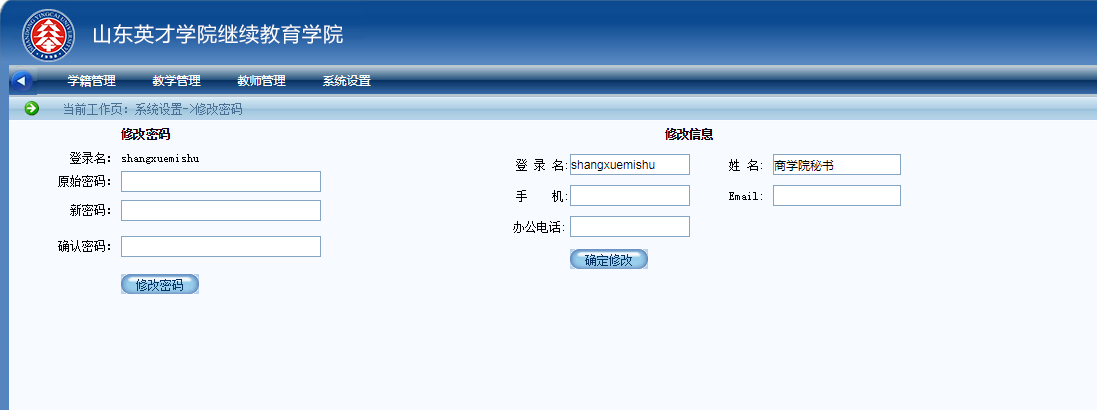 山东英才学院继续教育学院
学籍管理 教学管理 教师管理 系统设置
当前工作页：系统设置->修改密码
修改密码
登录名： shangxuemishu
原始密码：
新密码：
确认密码：
修改密码
修改信息
登 录 名: shangxuemishu 姓 名: 商学院秘书
手 机: Email:
办公电话:
确定修改